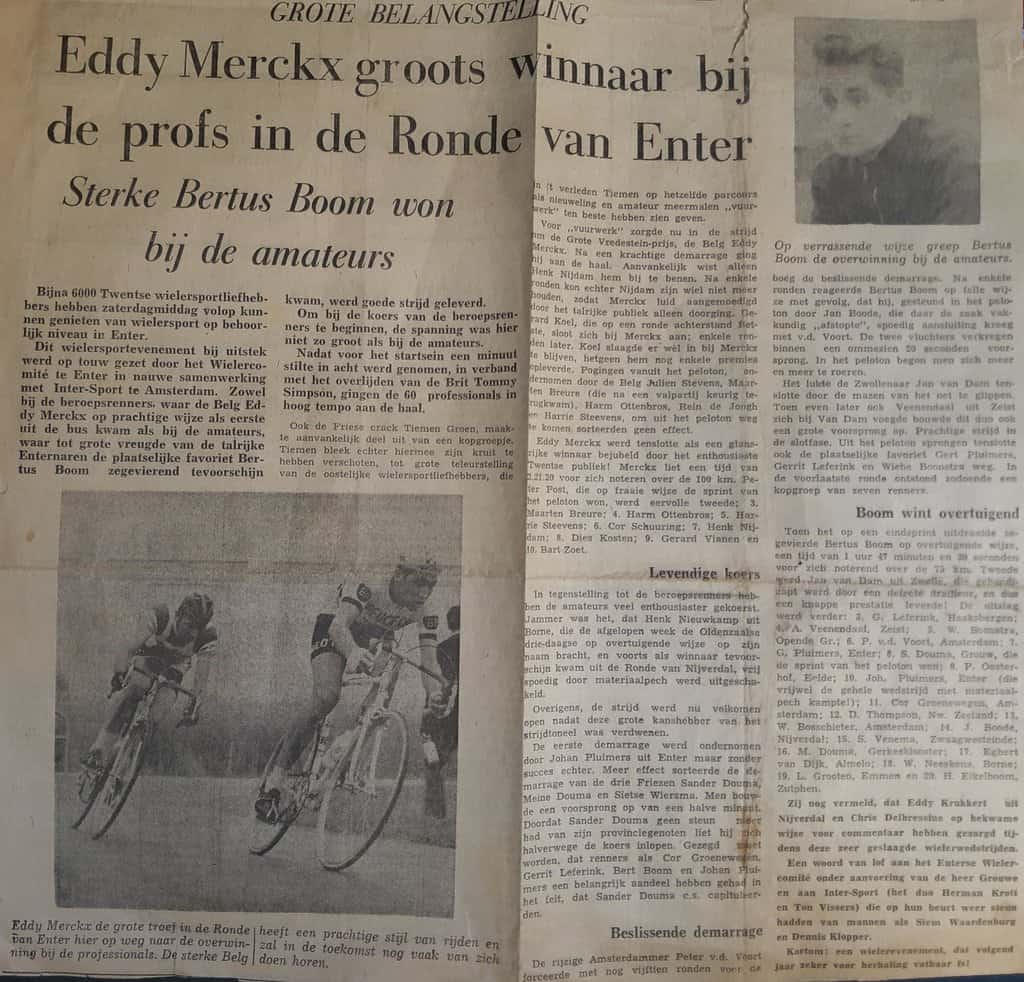 GROTE BELANGSTELLING
Eddy Merckx groots winnaar bij
de profs in de Ronde van Enter
Sterke Bertus Boom won
bij de amateurs
Bijna 6000 Twentse wielersportliefheb-
bers hebben zaterdagmiddag volop kun-
nen genieten van wielersport op behoor-
lijk niveau in Enter.
Dit wielersportevenement bij uitstek
werd op touw gezet door het Wielerco-
mité te Enter in nauwe samenwerking
met Inter-Sport te Amsterdam. Zowel
bij de beroepsrenners, waar de Belg Ed-
dy Merckx op prachtige wijze als eerste
uit de bus kwam als bij de amateurs,
waar tot grote vreugde van de talrijke
Enternaren de plaatselijke favoriet Ber-
tus Boom zegevierend tevoorschijn
kwam, werd goede strijd geleverd.
Om bij de koers van de beroepsren-
ners te beginnen, de spanning was hier
niet zo groot als bij de amateurs.
Nadat voor het startsein een minuut
stilte in acht werd genomen, in verband
met het overlijden van de Brit Tommy
Simpson, gingen de 60 professionals in
hoog tempo aan de haal.
Ook de Friese crack Tiemen Groen, maak-
te aanvankelijk deel uit van een kopgroepje.
Tiemen bleek echter hiermee zijn kruit te
hebben verschoten, tot grote teleurstelling
van de oostelijke wielersportliefhebbers, die
Eddy Merckx de grote troef in de Ronde
van Enter hier op weg naar de overwin-
ning bij de professionals. De sterke Belg
heeft een prachtige stijl van rijden en
zal in de toekomst nog vaak van zich
doen horen.
in 't verleden Tiemen op hetzelfde parcours
als nieuweling en amateur meermalen „vuur-
werk" ten beste hebben zien geven.
Voor „vuurwerk" zorgde nu in de strijd
om de Grote Vredestein-prijs, de Belg Eddy
Merckx. Na een krachtige demarrage ging
hij aan de haal. Aanvankelijk wist alleen
Henk Nijdam hem bij te benen. Na enkele
ronden kon echter Nijdam zijn wiel niet meer
houden, zodat Merckx luid aangemoedigd
door het talrijke publiek alleen doorging. Ge-
rard Koel, die op een ronde achterstand fiet-
ste, sloot zich bij Merckx aan; enkele ron-
den later. Koel slaagde er wèl in bij Merckx
te blijven, hetgeen hem nog enkele premies
opleverde. Pogingen vanuit het peloton, on-
dernomen door de Belg Julien Stevens, Maar-
ten Breure (die na een valpartij keurig te-
rugkwam), Harm Ottenbros, Hein de Jongh
en Harrie Steevens, om uit het peloton weg
te komen sorteerden geen effect.
Eddy Merckx werd tenslotte als een glans-
rijke winnaar bejubeld door het enthousiaste
Twentse publiek! Merckx liet een tijd van
2.21.20 voor zich noteren over de 100 km. Pe-
ter Post, die op fraaie wijze de sprint van
het peloton won, werd eervolle tweede; 3.
Maarten Breure; 4. Harm Ottenbros; 5. Har-
rie Steevens; 6. Cor Schuuring; 7. Henk Nij-
dam; 8. Dies Kosten; 9. Gerard Vianen en
10. Bart Zoet.
Levendige koers
In tegenstelling tot de beroepsrenners heb-
ben de amateurs veel enthousiaster gekoerst.
Jammer was het, dat Henk Nieuwkamp uit
Borne, die de afgelopen week de Oldenzaalse
drie-daagse op overtuigende wijze op zijn
naam bracht, en voorts als winnaar tevoor-
schijn kwam uit de Ronde van Nijverdal, vrij
spoedig door materiaalpech werd uitgescha-
keld.
Overigens, de strijd werd nu volkomen
open nadat deze grote kanshebber van het
strijdtoneel was verdwenen.
De eerste demarrage werd ondernomen
door Johan Pluimers uit Enter maar zonder
succes echter. Meer effect sorteerde de de-
marrage van de drie Friezen Sander Douma,
Meine Douma en Sietse Wiersma. Men bouw-
de een voorsprong op van een halve minuut.
Doordat Sander Douma geen steun meer
had van zijn provinciegenoten liet hij zich
halverwege de koers inlopen. Gezegd moet
worden, dat renners als Cor Groenewegen,
Gerrit Leferink, Bert Boom en Johan Plui-
mers een belangrijk aandeel hebben gehad in
het feit, dat Sander Douma c.s. capituleer-
den.
Beslissende demarrage
De rijzige Amsterdammer Peter v.d. Voort
forceerde met nog vijftien ronden voor de
Op verrassende wijze greep Bertus
Boom de overwinning bij de amateurs.
boeg de beslissende demarrage. Na enkele
ronden reageerde Bertus Boom op felle wij-
ze met gevolg, dat hij, gesteund in het pelo-
ton door Jan Boode, die daar de zaak vak-
kundig „afstopte", spoedig aansluiting kreeg
met v.d. Voort. De twee vluchters verkregen
binnen een ommezien 20 seconden voor-
sprong. In het peloton begon men zich meer
en meer te roeren.
Het lukte de Zwollenaar Jan van Dam ten-
slotte door de mazen van het net te glippen.
Toen even later ook Veenendaal uit Zeist
zich bij Van Dam voegde bouwde dit duo ook
een grote voorsprong op. Prachtige strijd in
de slotfase. Uit het peloton sprongen tenslotte
ook de plaatselijke favoriet Gert Pluimers,
Gerrit Leferink en Wiebe Boonstra weg. In
de voorlaatste ronde ontstond zodoende een
kopgroep van zeven renners.
Boom wint overtuigend
Toen het op een eindsprint uitdraaide ze-
gevierde Bertus Boom op overtuigende wijze,
een tijd van 1 uur 47 minuten en 20 seconden
voor zich noterend over de 75 km. Tweede
werd Jan van Dam uit Zwolle, die gehandi-
capt werd door een defecte derailleur, en dus
een knappe prestatie leverde! De uitslag
werd verder: 3. G. Leferink, Haaksbergen;
4. A. Veenendaal, Zeist; 5. W. Boonstra,
Opende Gr.; 6. P. v.d. Voort, Amsterdam; 7.
G. Pluimers, Enter; 8. S. Douma, Grouw, die
de sprint van het peloton won; 9. P. Ooster-
hof, Eelde; 10. Joh. Pluimers, Enter (die
vrijwel de gehele wedstrijd met materiaal-
pech kampte!); 11. Cor Groenewegen, Am-
sterdam; 12. D. Thompson, Nw. Zeeland; 13.
W. Bosschieter, Amsterdam; 14. J. Boode,
Nijverdal; 15. S. Venema, Zwaagwesteinde;
16. M. Douma, Gerkesklooster; 17. Egbert
van Dijk, Almelo; 18. W. Neeskens, Borne;
19. L. Grooten, Emmen en 20. H. Eikelboom,
Zutphen.
Zij nog vermeld, dat Eddy Krakkert uit
Nijverdal en Chris Delbressine op bekwame
wijze voor commentaar hebben gezorgd tij-
dens deze zeer geslaagde wielerwedstrijden.
Een woord van lof aan het Enterse Wieler-
comité onder aanvoering van de heer Grouwe
en aan Inter-Sport (het duo Herman Krott
en Ton Vissers) die op hun beurt weer steun
hadden van mannen als Siem Waardenburg
en Dennis Klopper.
Kortom: een wielerevenement, dat volgend
jaar zeker voor herhaling vatbaar is!